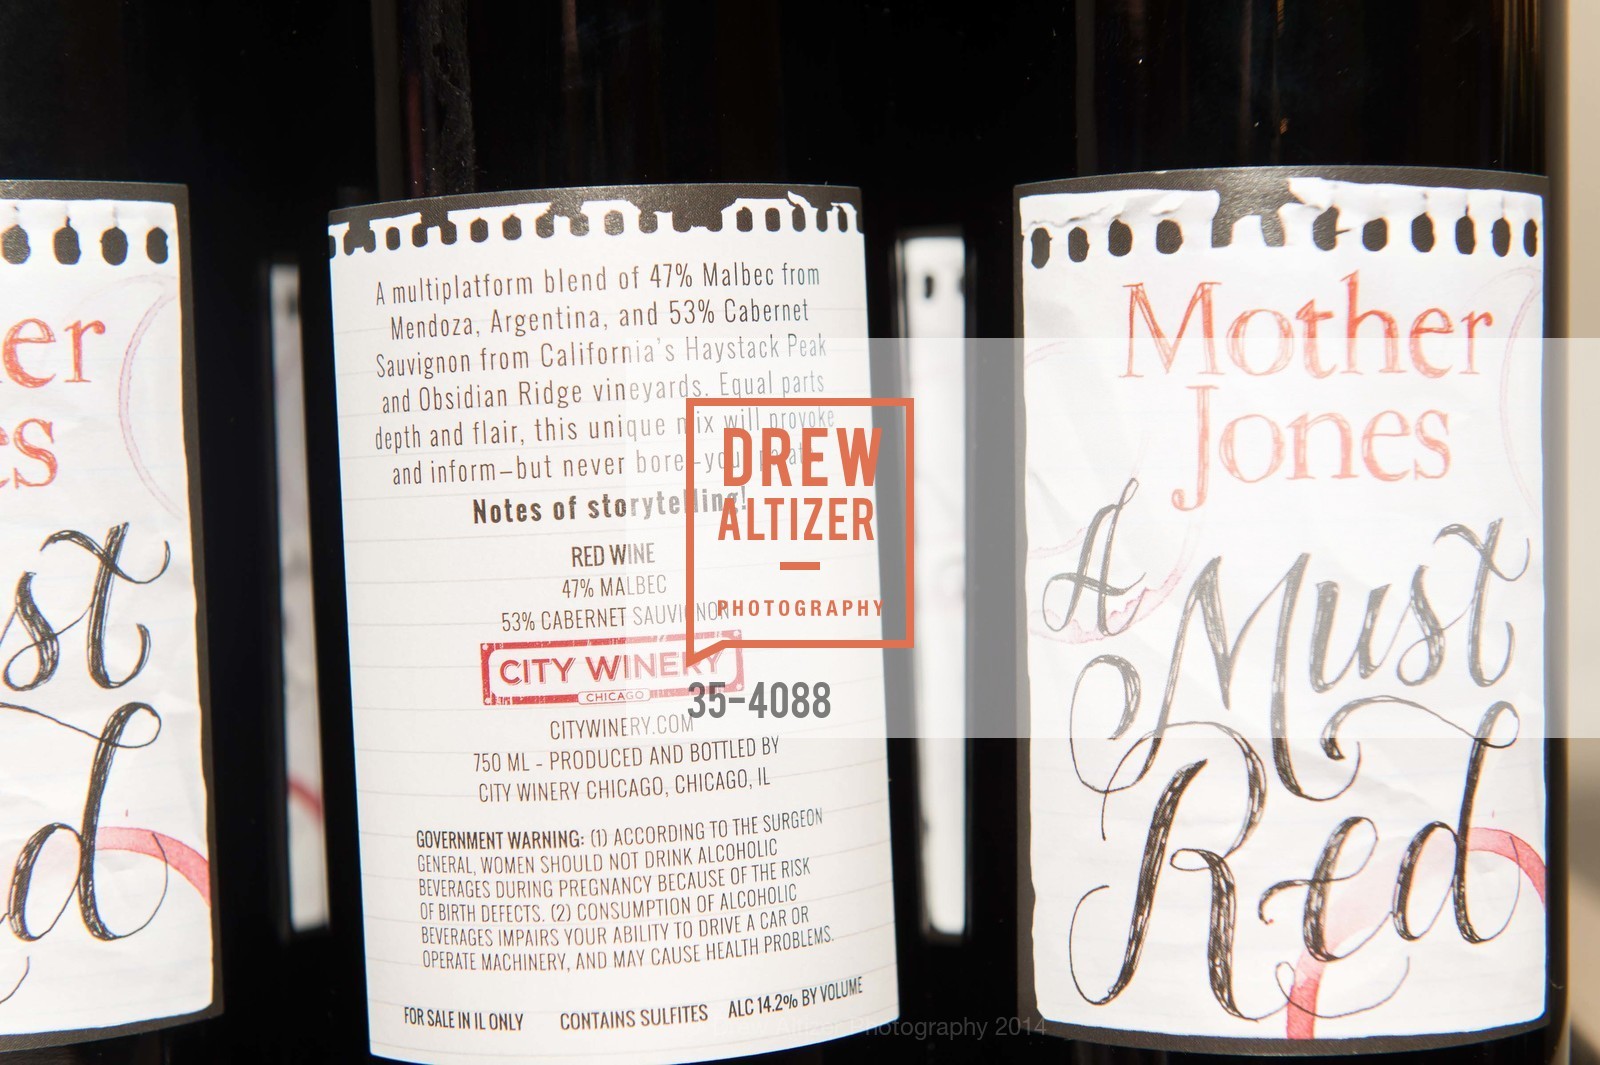 er
es
st
d
A multiplatform blend of 47% Malbec from
Mendoza, Argentina, and 53% Cabernet
Sauvignon from California's Haystack Peak
and Obsidian Ridge vineyards. Equal parts
depth and flair, this unique mix will provoke
and inform—but never bore—your palate.
Notes of storytelling!
RED WINE
47% MALBEC
53% CABERNET SAUVIGNON
CITY WINERY
CHICAGO
CITYWINERY.COM
750 ML - PRODUCED AND BOTTLED BY
CITY WINERY CHICAGO, CHICAGO, IL
GOVERNMENT WARNING: (1) ACCORDING TO THE SURGEON
GENERAL, WOMEN SHOULD NOT DRINK ALCOHOLIC
BEVERAGES DURING PREGNANCY BECAUSE OF THE RISK
OF BIRTH DEFECTS. (2) CONSUMPTION OF ALCOHOLIC
BEVERAGES IMPAIRS YOUR ABILITY TO DRIVE A CAR OR
OPERATE MACHINERY, AND MAY CAUSE HEALTH PROBLEMS.
FOR SALE IN IL ONLY CONTAINS SULFITES ALC 14.2% BY VOLUME
DREW
ALTIZER
PHOTOGRAPHY
35-4088
Mother
Jones
A Must
Red
Altizer Photography 2014